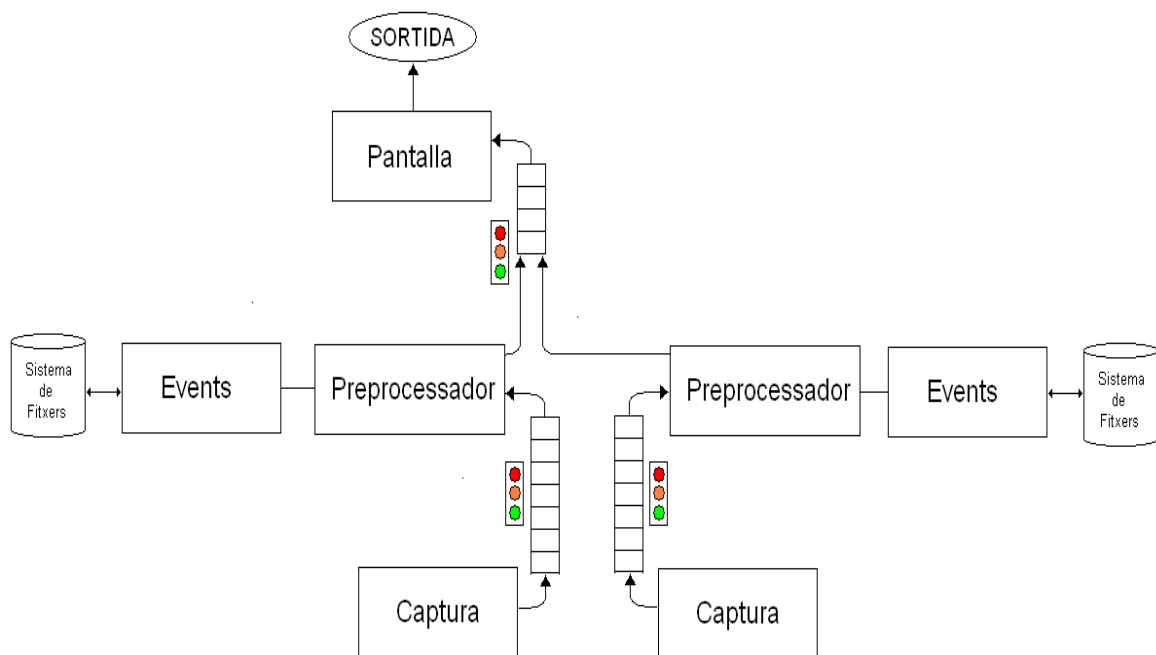 SORTIDA
Pantalla
Sistema
de
Fitxers
Events
Preprocessador
Preprocessador
Events
Sistema
de
Fitxers
Captura
Captura